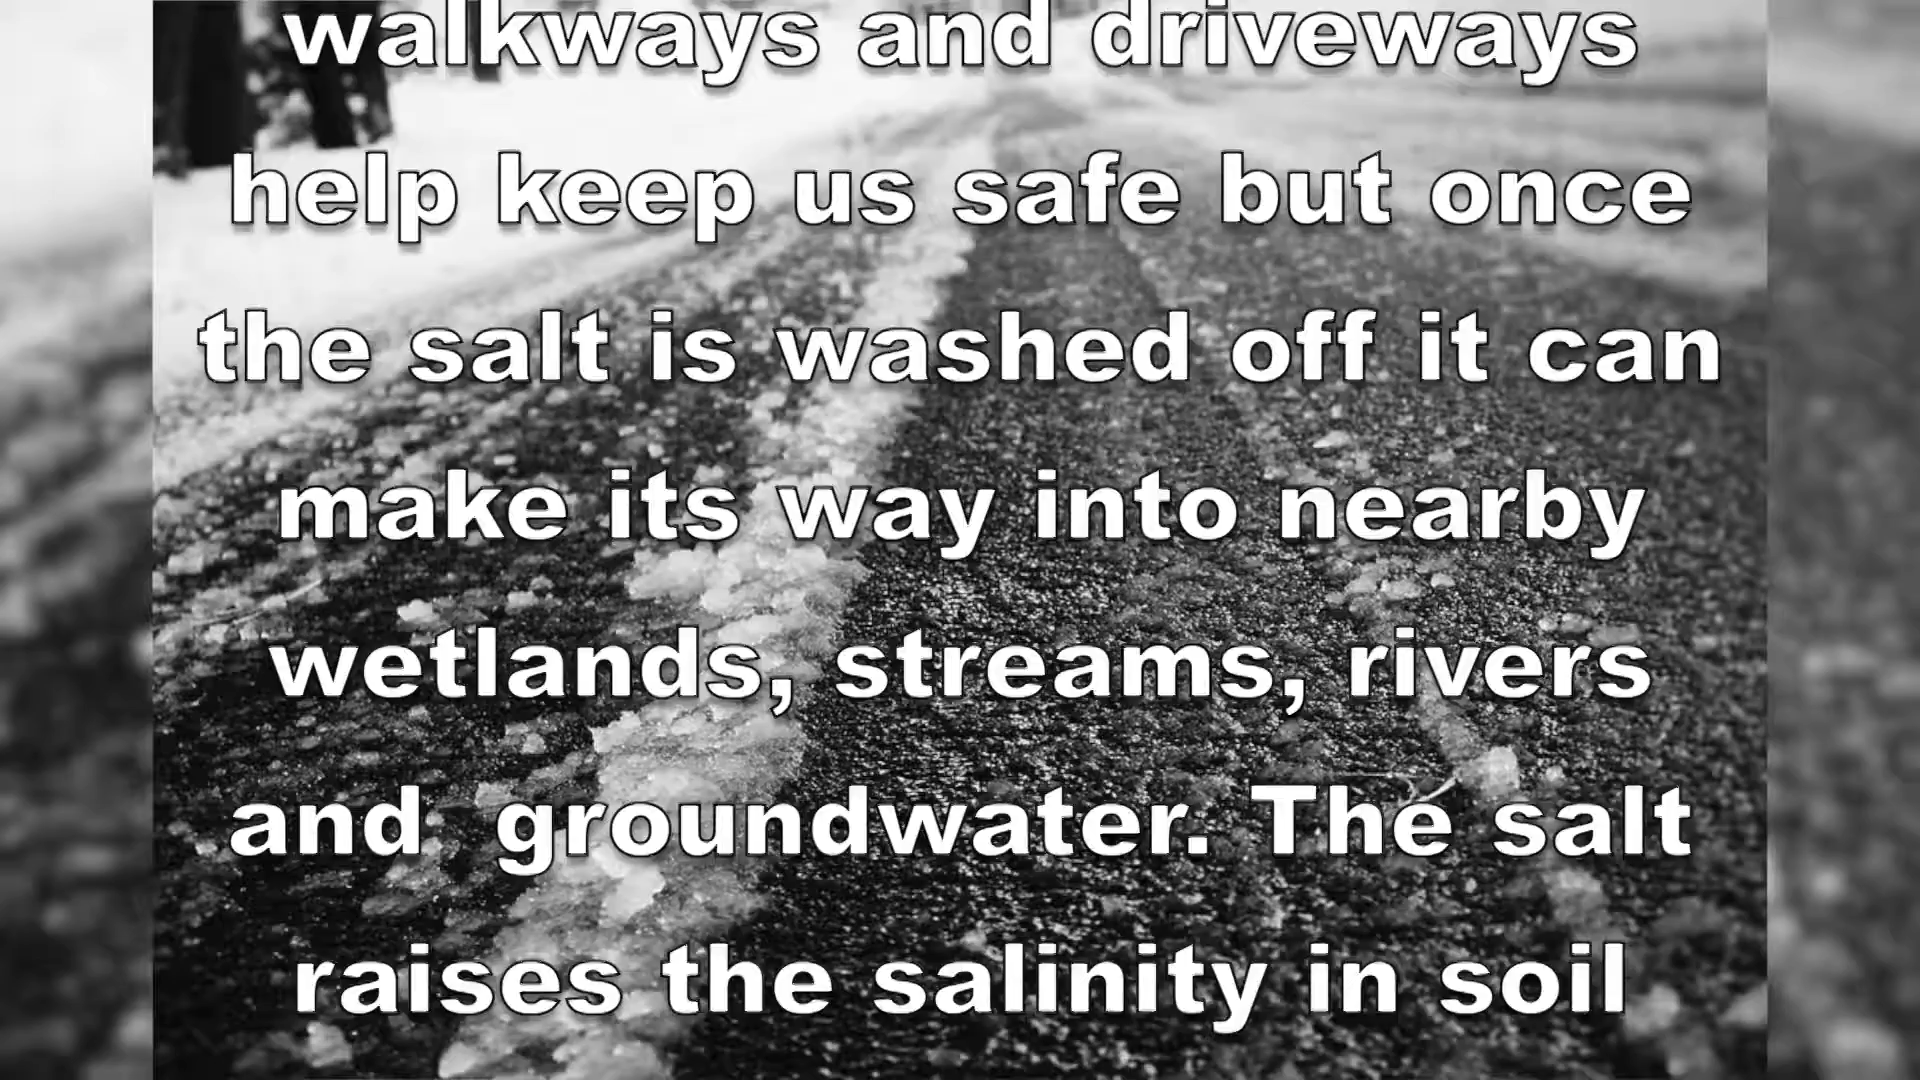 walkways and driveways
help keep us safe but once
the salt is washed off it can
make its way into nearby
wetlands, streams, rivers
and  groundwater. The salt
raises the salinity in soil